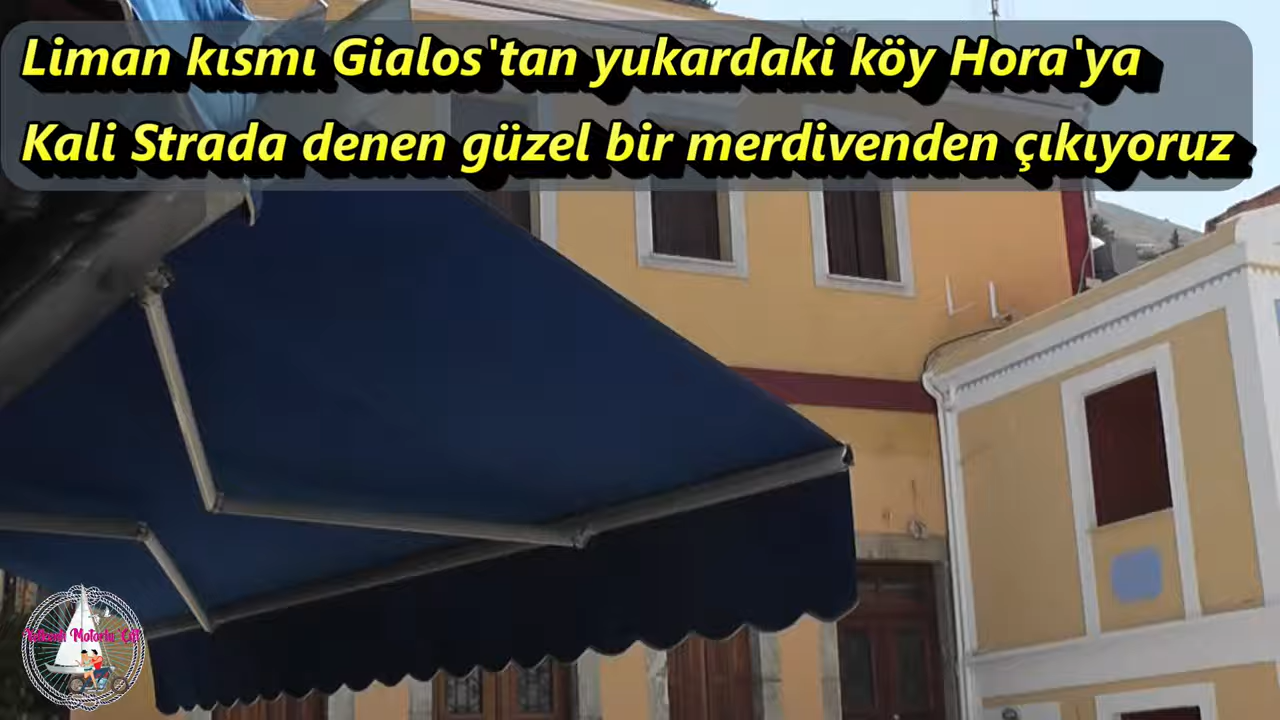 Liman kısmı Gialos'tan yukardaki köy Hora'ya
Kali Strada denen güzel bir merdivenden çıkıyoruz